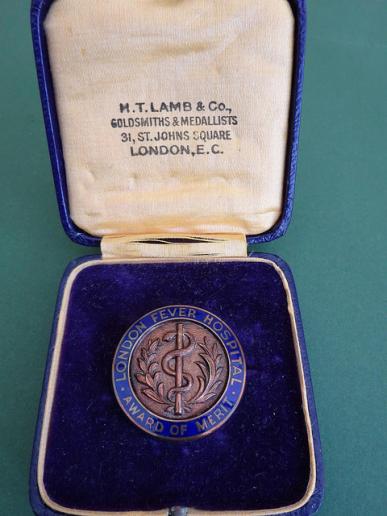 H.T. LAMB & Co.,
GOLDSMITHS & MEDALLISTS
31, ST. JOHNS SQUARE
LONDON, E.C.
· LONDON FEVER HOSPITAL ·
AWARD OF MERIT